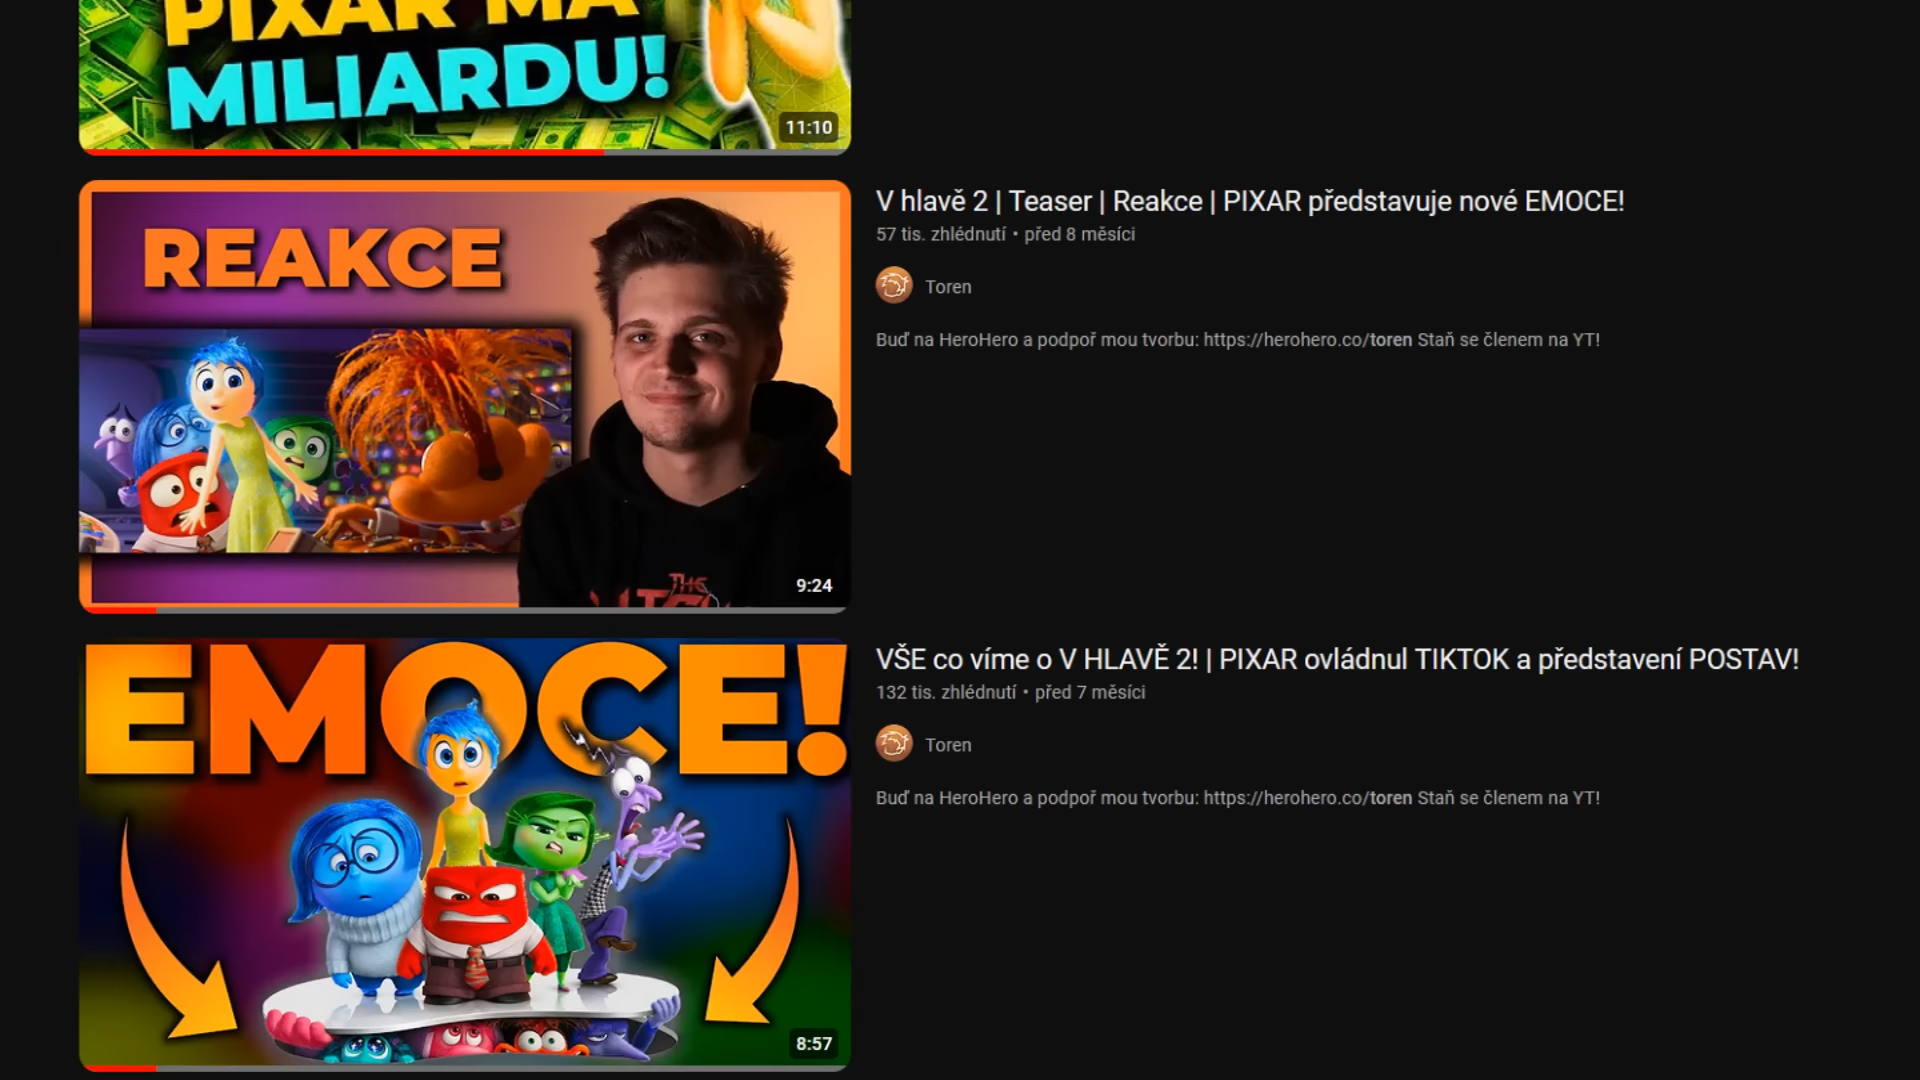 PIXAR MÁ
MILIARDU!
11:10
REAKCE
9:24
V hlavě 2 | Teaser | Reakce | PIXAR představuje nové EMOCE!
57 tis. zhlédnutí • před 8 měsíci
Toren
Buď na HeroHero a podpoř mou tvorbu: https://herohero.co/toren Staň se členem na YT!
EMOCE!
8:57
VŠE co víme o V HLAVĚ 2! | PIXAR ovládnul TIKTOK a představení POSTAV!
132 tis. zhlédnutí • před 7 měsíci
Toren
Buď na HeroHero a podpoř mou tvorbu: https://herohero.co/toren Staň se členem na YT!